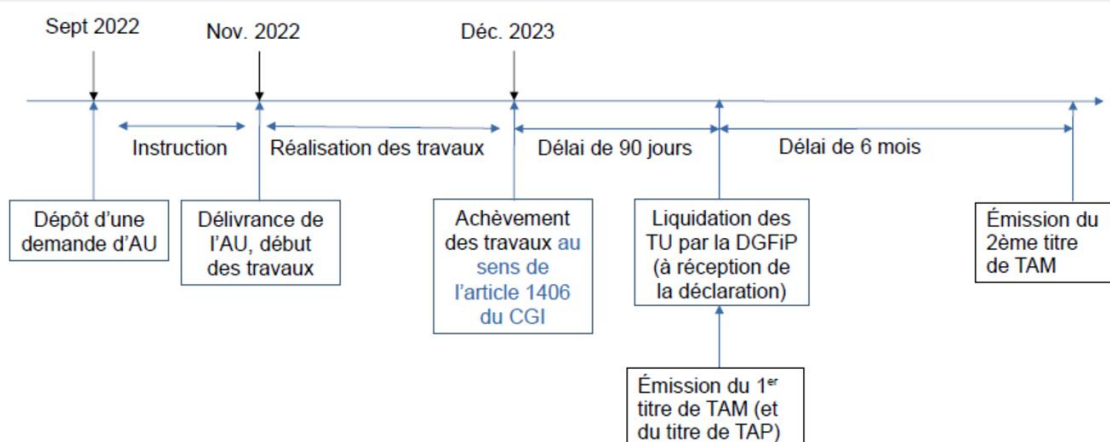 Sept 2022
Nov. 2022
Déc. 2023
Instruction
Réalisation des travaux
Délai de 90 jours
Délai de 6 mois
Dépôt d'une
demande d'AU
Délivrance de
l'AU, début
des travaux
Achèvement
des travaux au
sens de
l'article 1406
du CGI
Liquidation des
TU par la DGFiP
(à réception de
la déclaration)
Émission du
2ème titre
de TAM
Émission du 1er
titre de TAM (et
du titre de TAP)